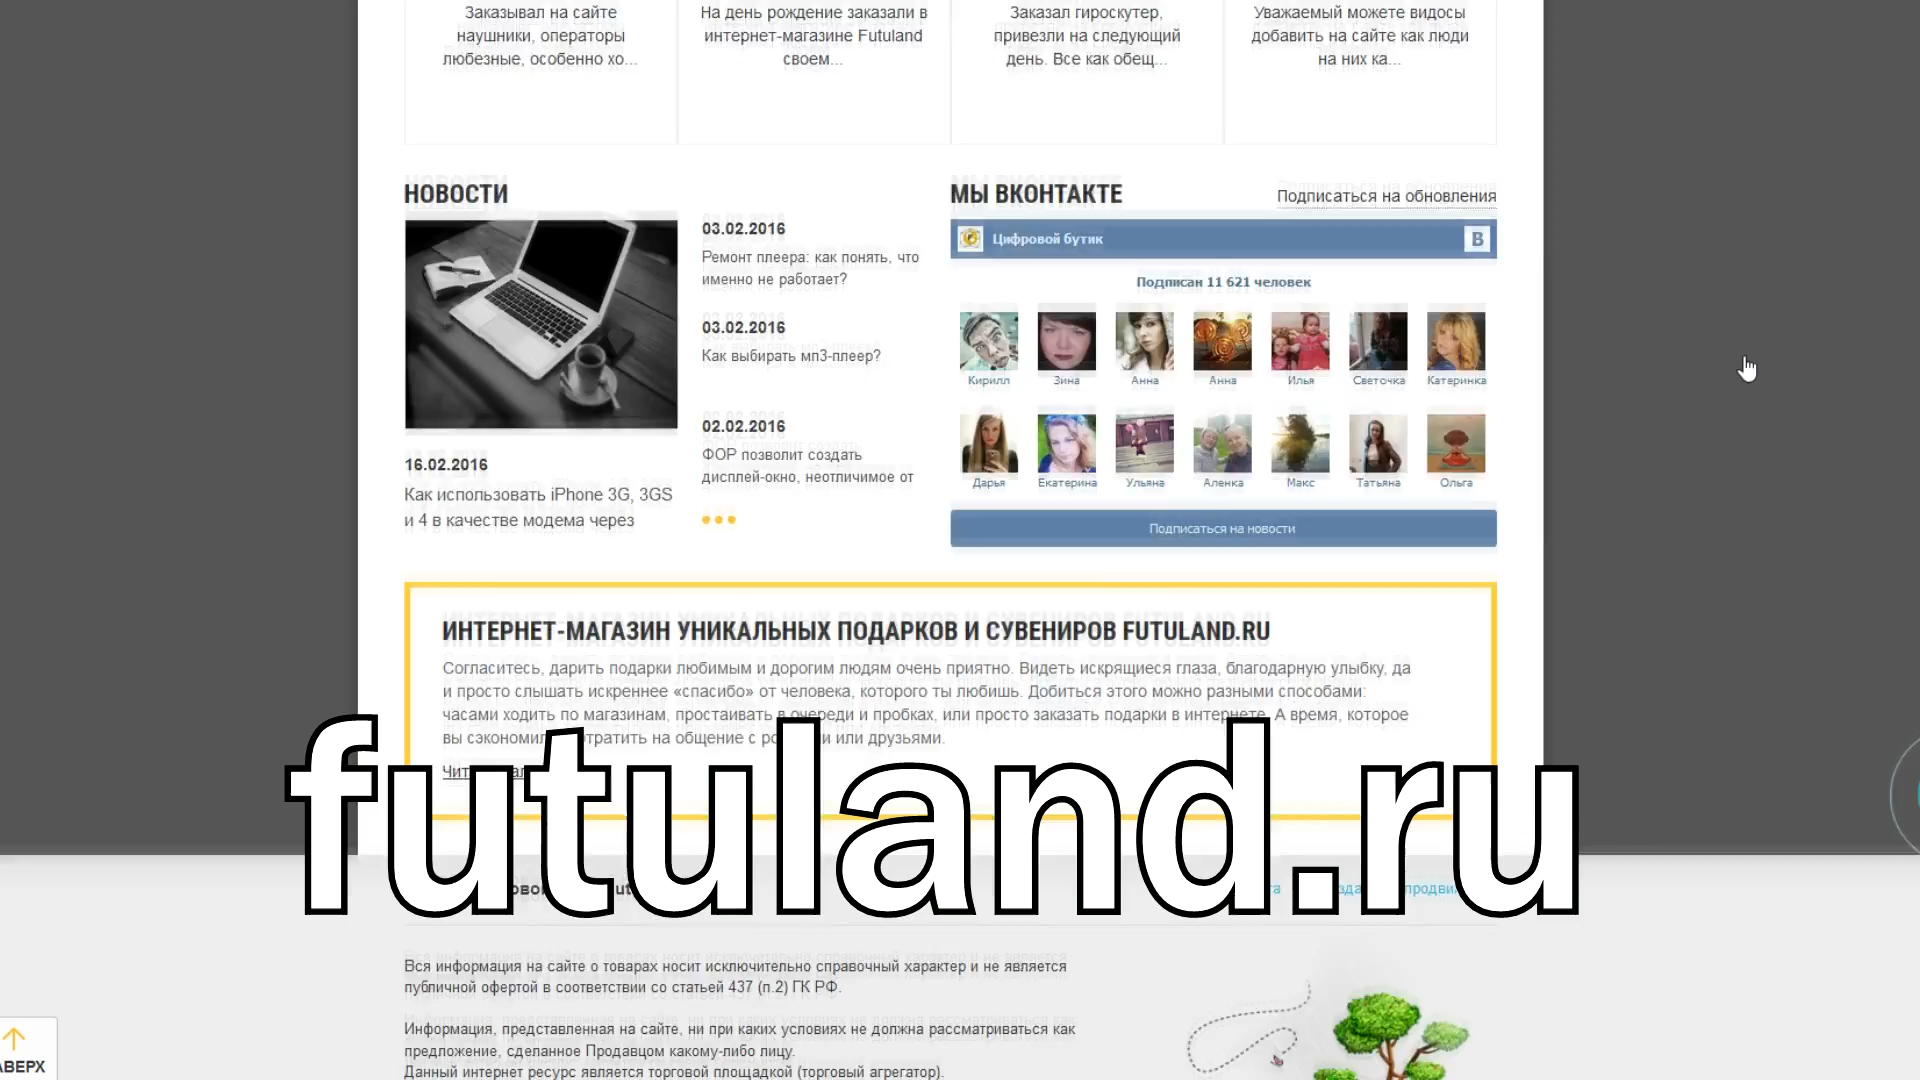 Заказывал на сайте
наушники, операторы
любезные, особенно хо...
На день рождение заказали в
интернет-магазине Futuland
своем...
Заказал гироскутер,
привезли на следующий
день. Все как обещ...
Уважаемый можете видосы
добавить на сайте как люди
на них ка...
НОВОСТИ
16.02.2016
Как использовать iPhone 3G, 3GS
и 4 в качестве модема через
03.02.2016
Ремонт плеера: как понять, что
именно не работает?
03.02.2016
Как выбирать мп3-плеер?
02.02.2016
ФОР позволит создать
дисплей-окно, неотличимое от
МЫ ВКОНТАКТЕ
Подписаться на обновления
Цифровой бутик
B
Подписан 11 621 человек
Кирилл Зина Анна Анна Илья Светочка Катеринка
Дарья Екатерина Ульяна Аленка Макс Татьяна Ольга
Подписаться на новости
ИНТЕРНЕТ-МАГАЗИН УНИКАЛЬНЫХ ПОДАРКОВ И СУВЕНИРОВ FUTULAND.RU
Согласитесь, дарить подарки любимым и дорогим людям очень приятно. Видеть искрящиеся глаза, благодарную улыбку, да
и просто слышать искреннее «спасибо» от человека, которого ты любишь. Добиться этого можно разными способами:
часами ходить по магазинам, простаивать в очереди и пробках, или просто заказать подарки в интернете. А время, которое
вы сэкономи отратить на общение с ро и или друзьями.
futuland.ru
Вся информация на сайте о товарах носит исключительно справочный характер и не является
публичной офертой в соответствии со статьей 437 (п.2) ГК РФ.
Информация, представленная на сайте, ни при каких условиях не должна рассматриваться как
предложение, сделанное Продавцом какому-либо лицу.
Данный интернет ресурс является торговой площадкой (торговый агрегатор).
АВЕРХ